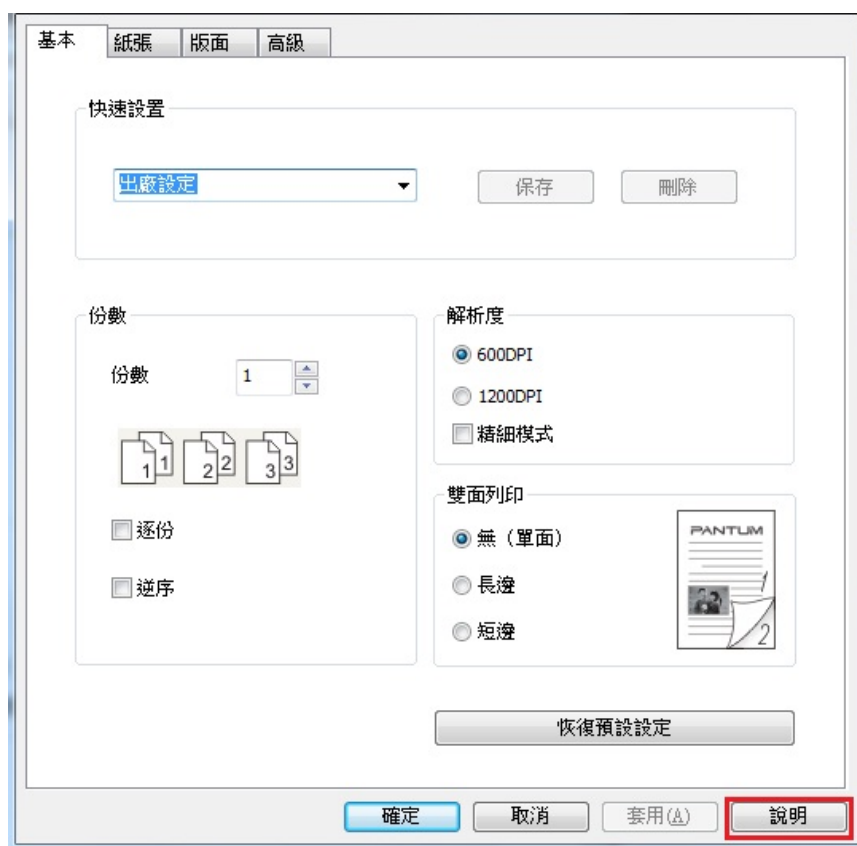 基本 紙張 版面 高級
快速設置
出廠設定 保存 刪除
份數
份數 1
1 1 2 2 3 3
逐份
逆序
解析度
600DPI
1200DPI
精細模式
雙面列印
無（單面）
長邊
短邊
PANTUM
1
2
恢復預設設定
確定 取消 套用(A) 說明